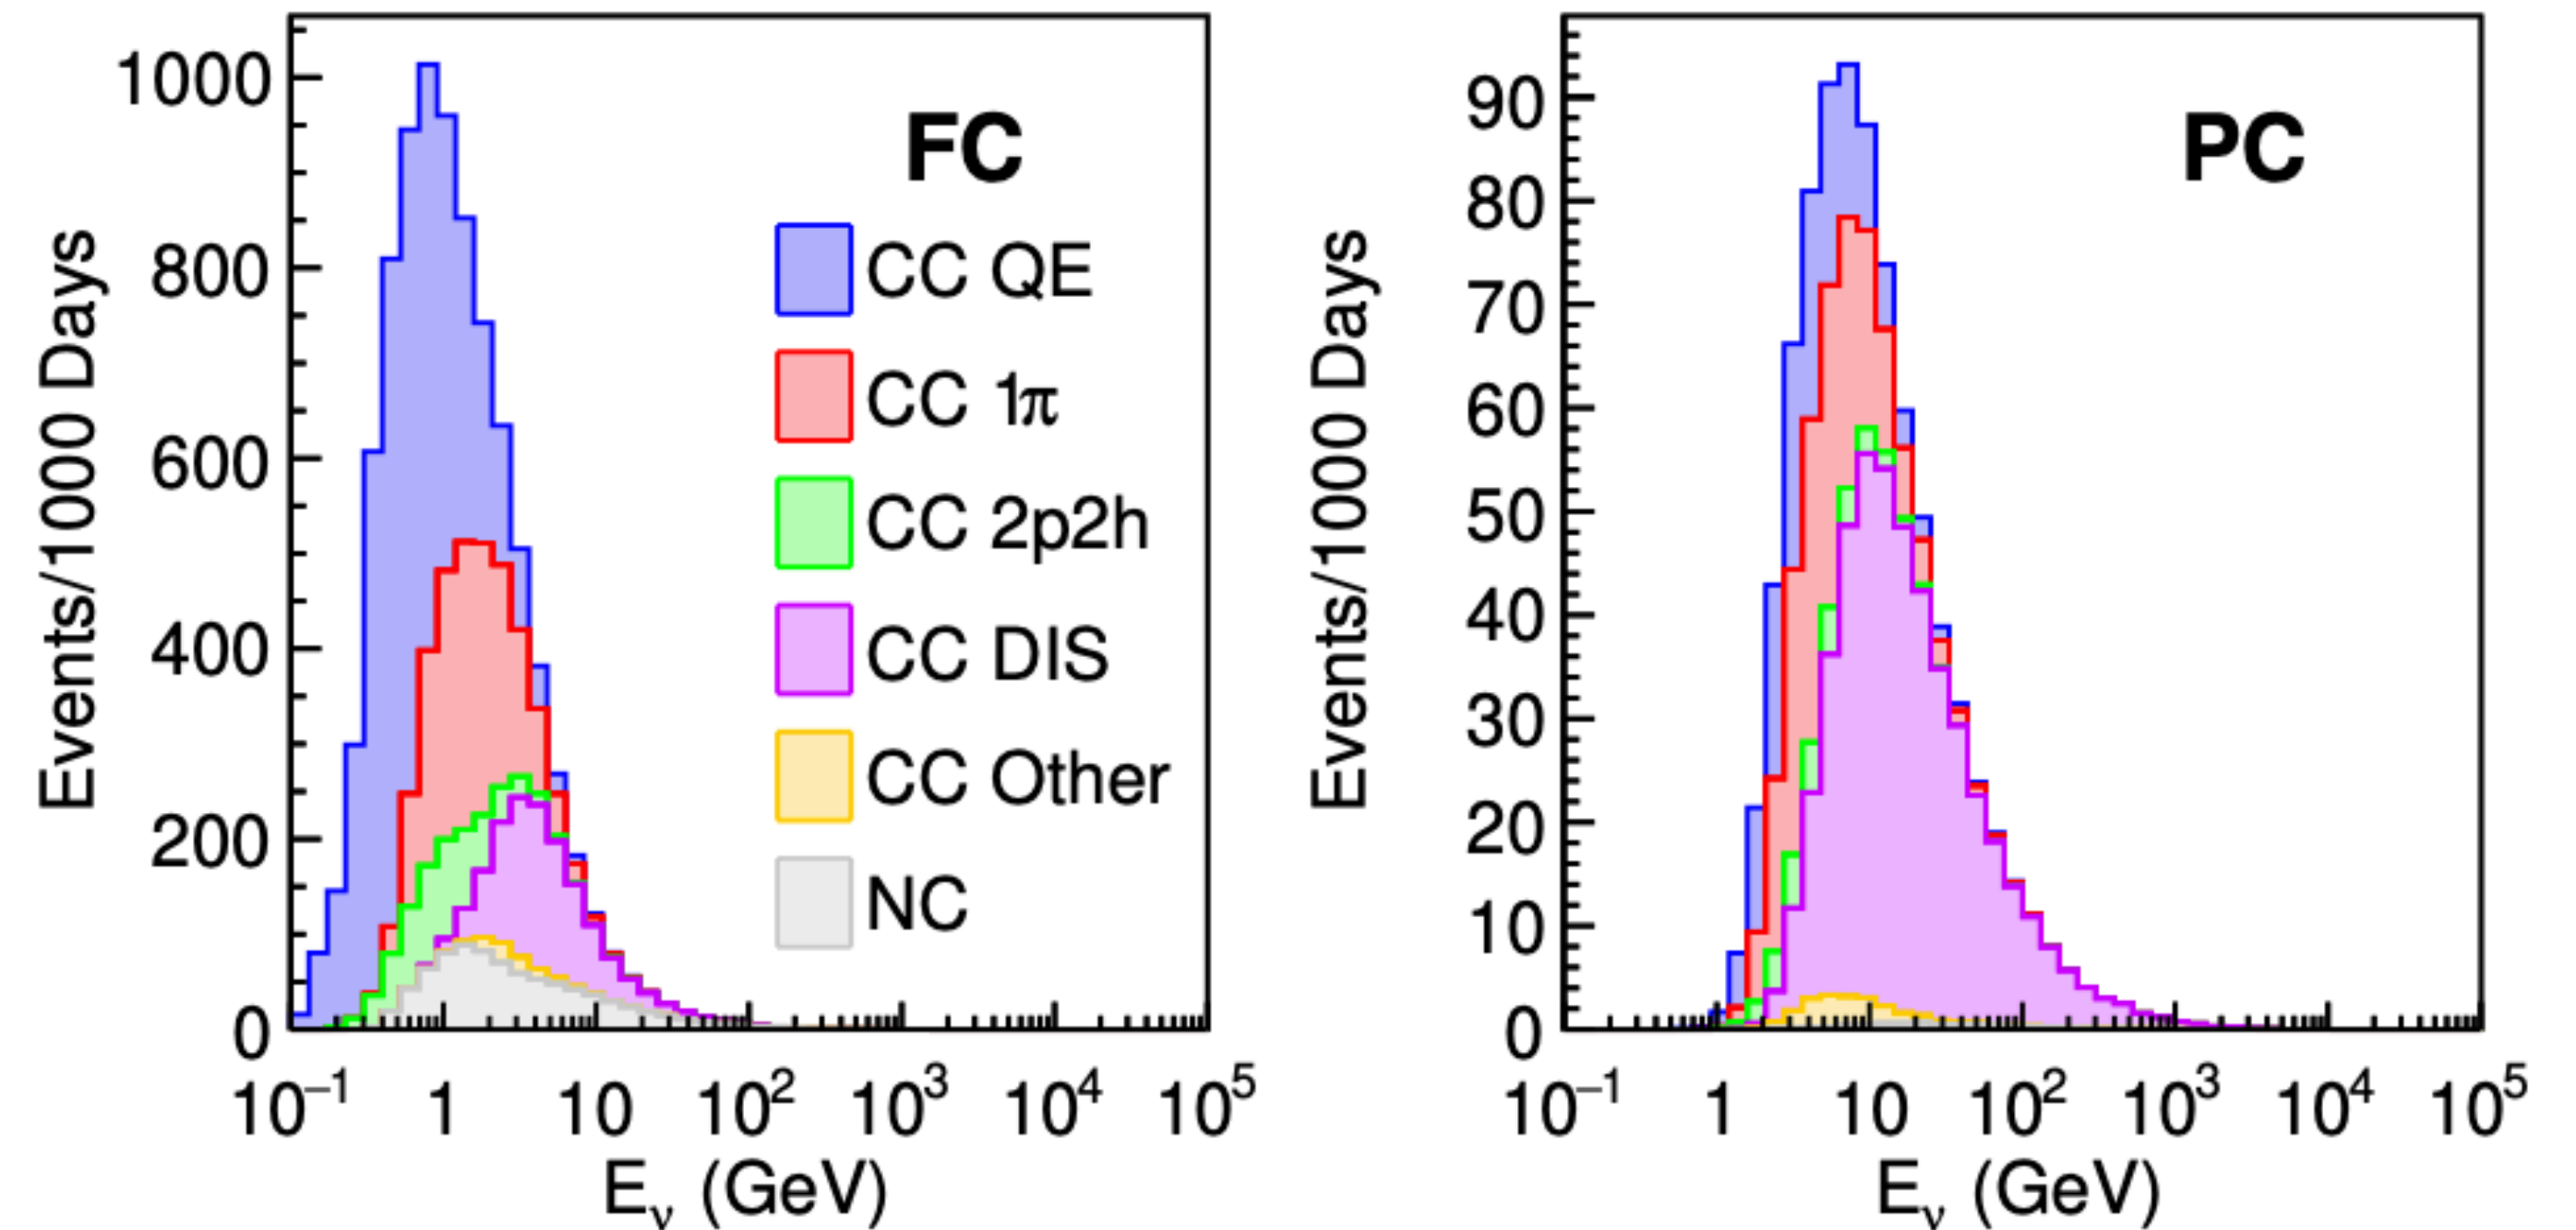 FC
Events/1000 Days
1000
800
600
400
200
0
CC QE
CC 1π
CC 2p2h
CC DIS
CC Other
NC
10⁻¹ 1 10 10² 10³ 10⁴ 10⁵
Eᵥ (GeV)
PC
Events/1000 Days
90
80
70
60
50
40
30
20
10
0
10⁻¹ 1 10 10² 10³ 10⁴ 10⁵
Eᵥ (GeV)